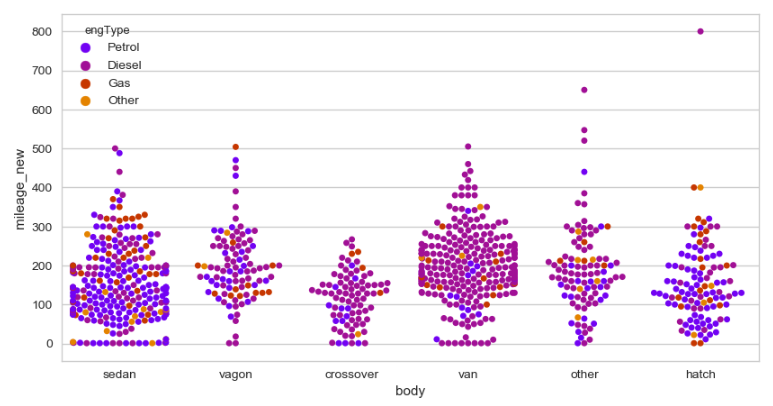 engType
Petrol
Diesel
Gas
Other
mileage_new
800
700
600
500
400
300
200
100
0
sedan vagon crossover van other hatch
body